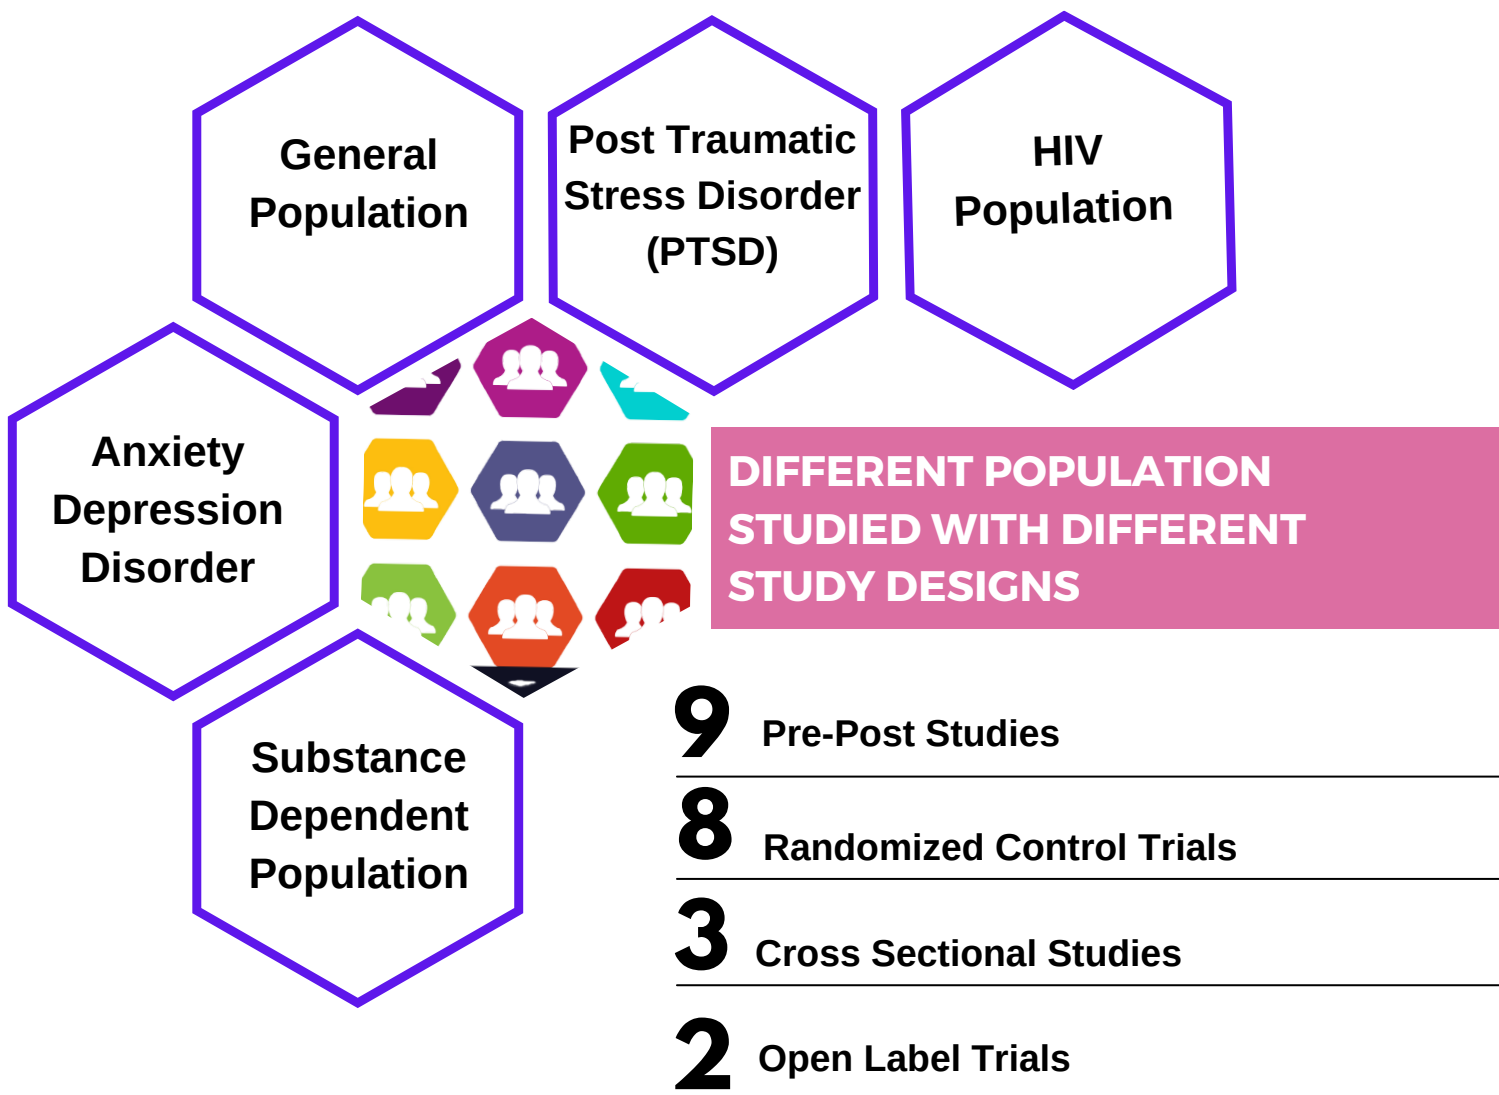 General
Population
Post Traumatic
Stress Disorder
(PTSD)
HIV
Population
Anxiety
Depression
Disorder
Substance
Dependent
Population
DIFFERENT POPULATION
STUDIED WITH DIFFERENT
STUDY DESIGNS
9 Pre-Post Studies
8 Randomized Control Trials
3 Cross Sectional Studies
2 Open Label Trials